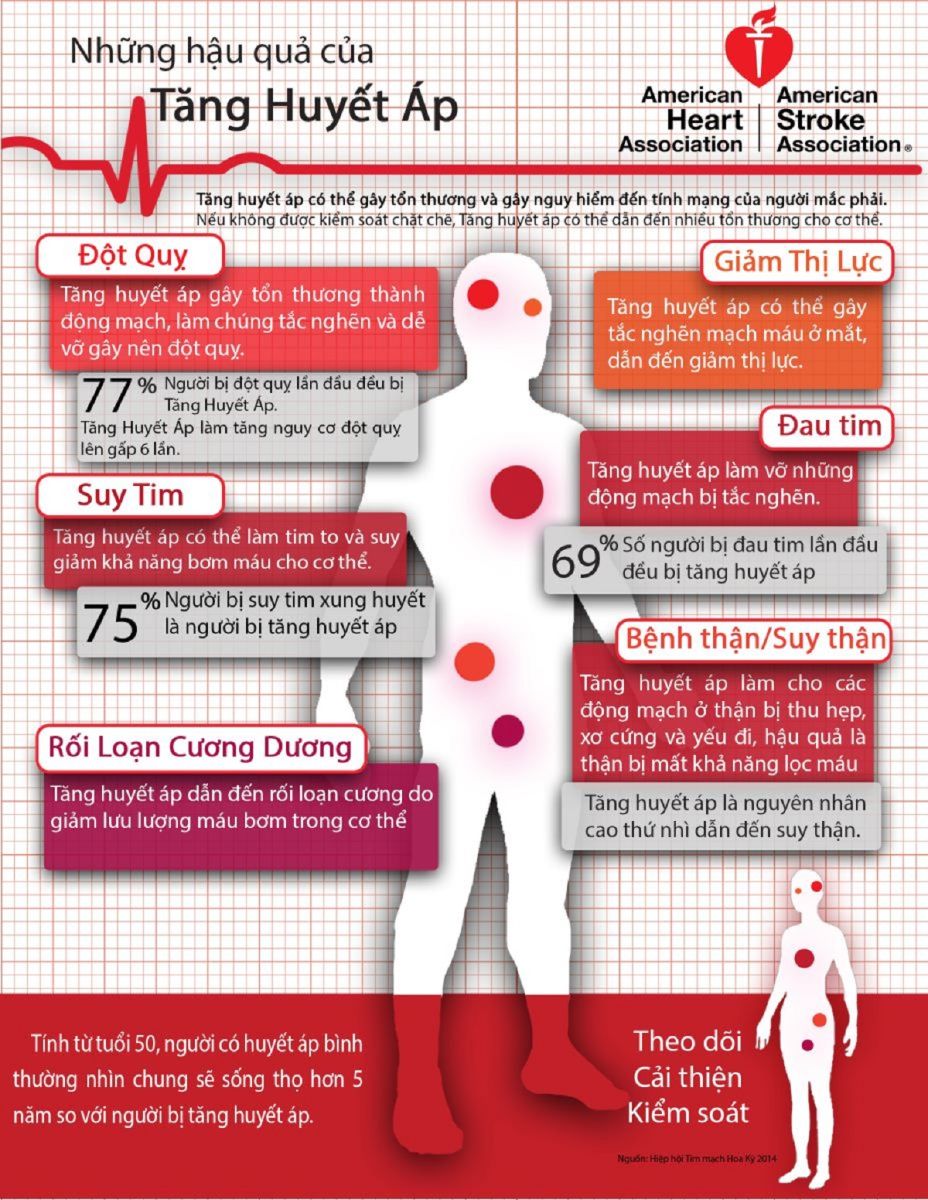 Những hậu quả của
Tăng Huyết Áp
American
Heart
Association
American
Stroke
Association®
Tăng huyết áp có thể gây tổn thương và gây nguy hiểm đến tính mạng của người mắc phải.
Nếu không được kiểm soát chặt chẽ, Tăng huyết áp có thể dẫn đến nhiều tổn thương cho cơ thể.
Đột Quỵ
Tăng huyết áp gây tổn thương thành
động mạch, làm chúng tắc nghẽn và dễ
vỡ gây nên đột quỵ.
77% Người bị đột quỵ lần đầu đều bị
Tăng Huyết Áp.
Tăng Huyết Áp làm tăng nguy cơ đột quỵ
lên gấp 6 lần.
Suy Tim
Tăng huyết áp có thể làm tim to và suy
giảm khả năng bơm máu cho cơ thể.
75% Người bị suy tim xung huyết
là người bị tăng huyết áp
Rối Loạn Cương Dương
Tăng huyết áp dẫn đến rối loạn cương do
giảm lưu lượng máu bơm trong cơ thể
Giảm Thị Lực
Tăng huyết áp có thể gây
tắc nghẽn mạch máu ở mắt,
dẫn đến giảm thị lực.
Đau tim
Tăng huyết áp làm vỡ những
động mạch bị tắc nghẽn.
69% Số người bị đau tim lần đầu
đều bị tăng huyết áp
Bệnh thận/Suy thận
Tăng huyết áp làm cho các
động mạch ở thận bị thu hẹp,
xơ cứng và yếu đi, hậu quả là
thận bị mất khả năng lọc máu
Tăng huyết áp là nguyên nhân
cao thứ nhì dẫn đến suy thận.
Tính từ tuổi 50, người có huyết áp bình
thường nhìn chung sẽ sống thọ hơn 5
năm so với người bị tăng huyết áp.
Theo dõi
Cải thiện
Kiểm soát
Nguồn: Hiệp hội Tim mạch Hoa Kỳ 2014